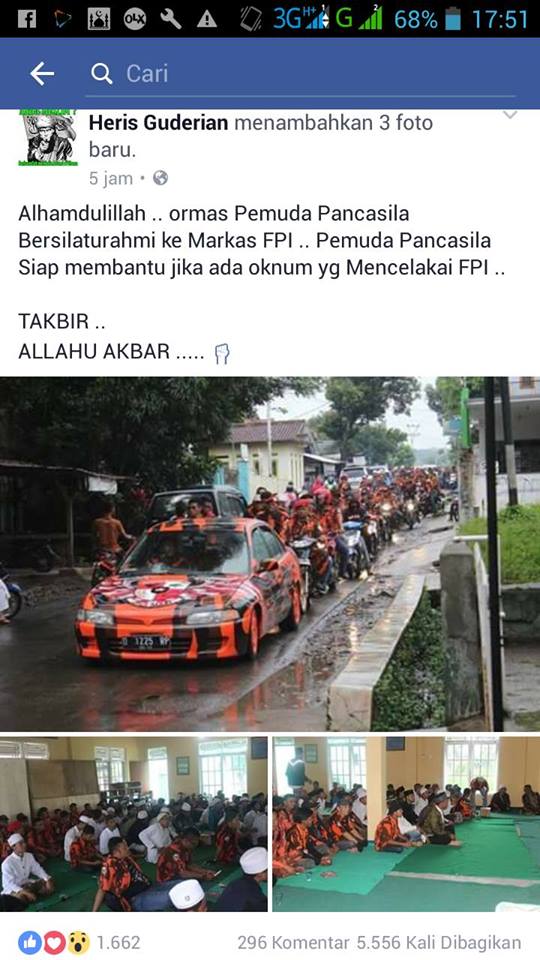 3G H+ G 68% 17:51
Cari
Heris Guderian menambahkan 3 foto
baru.
5 jam
Alhamdulillah .. ormas Pemuda Pancasila
Bersilaturahmi ke Markas FPI .. Pemuda Pancasila
Siap membantu jika ada oknum yg Mencelakai FPI ..
TAKBIR ..
ALLAHU AKBAR .....
1.662
296 Komentar 5.556 Kali Dibagikan